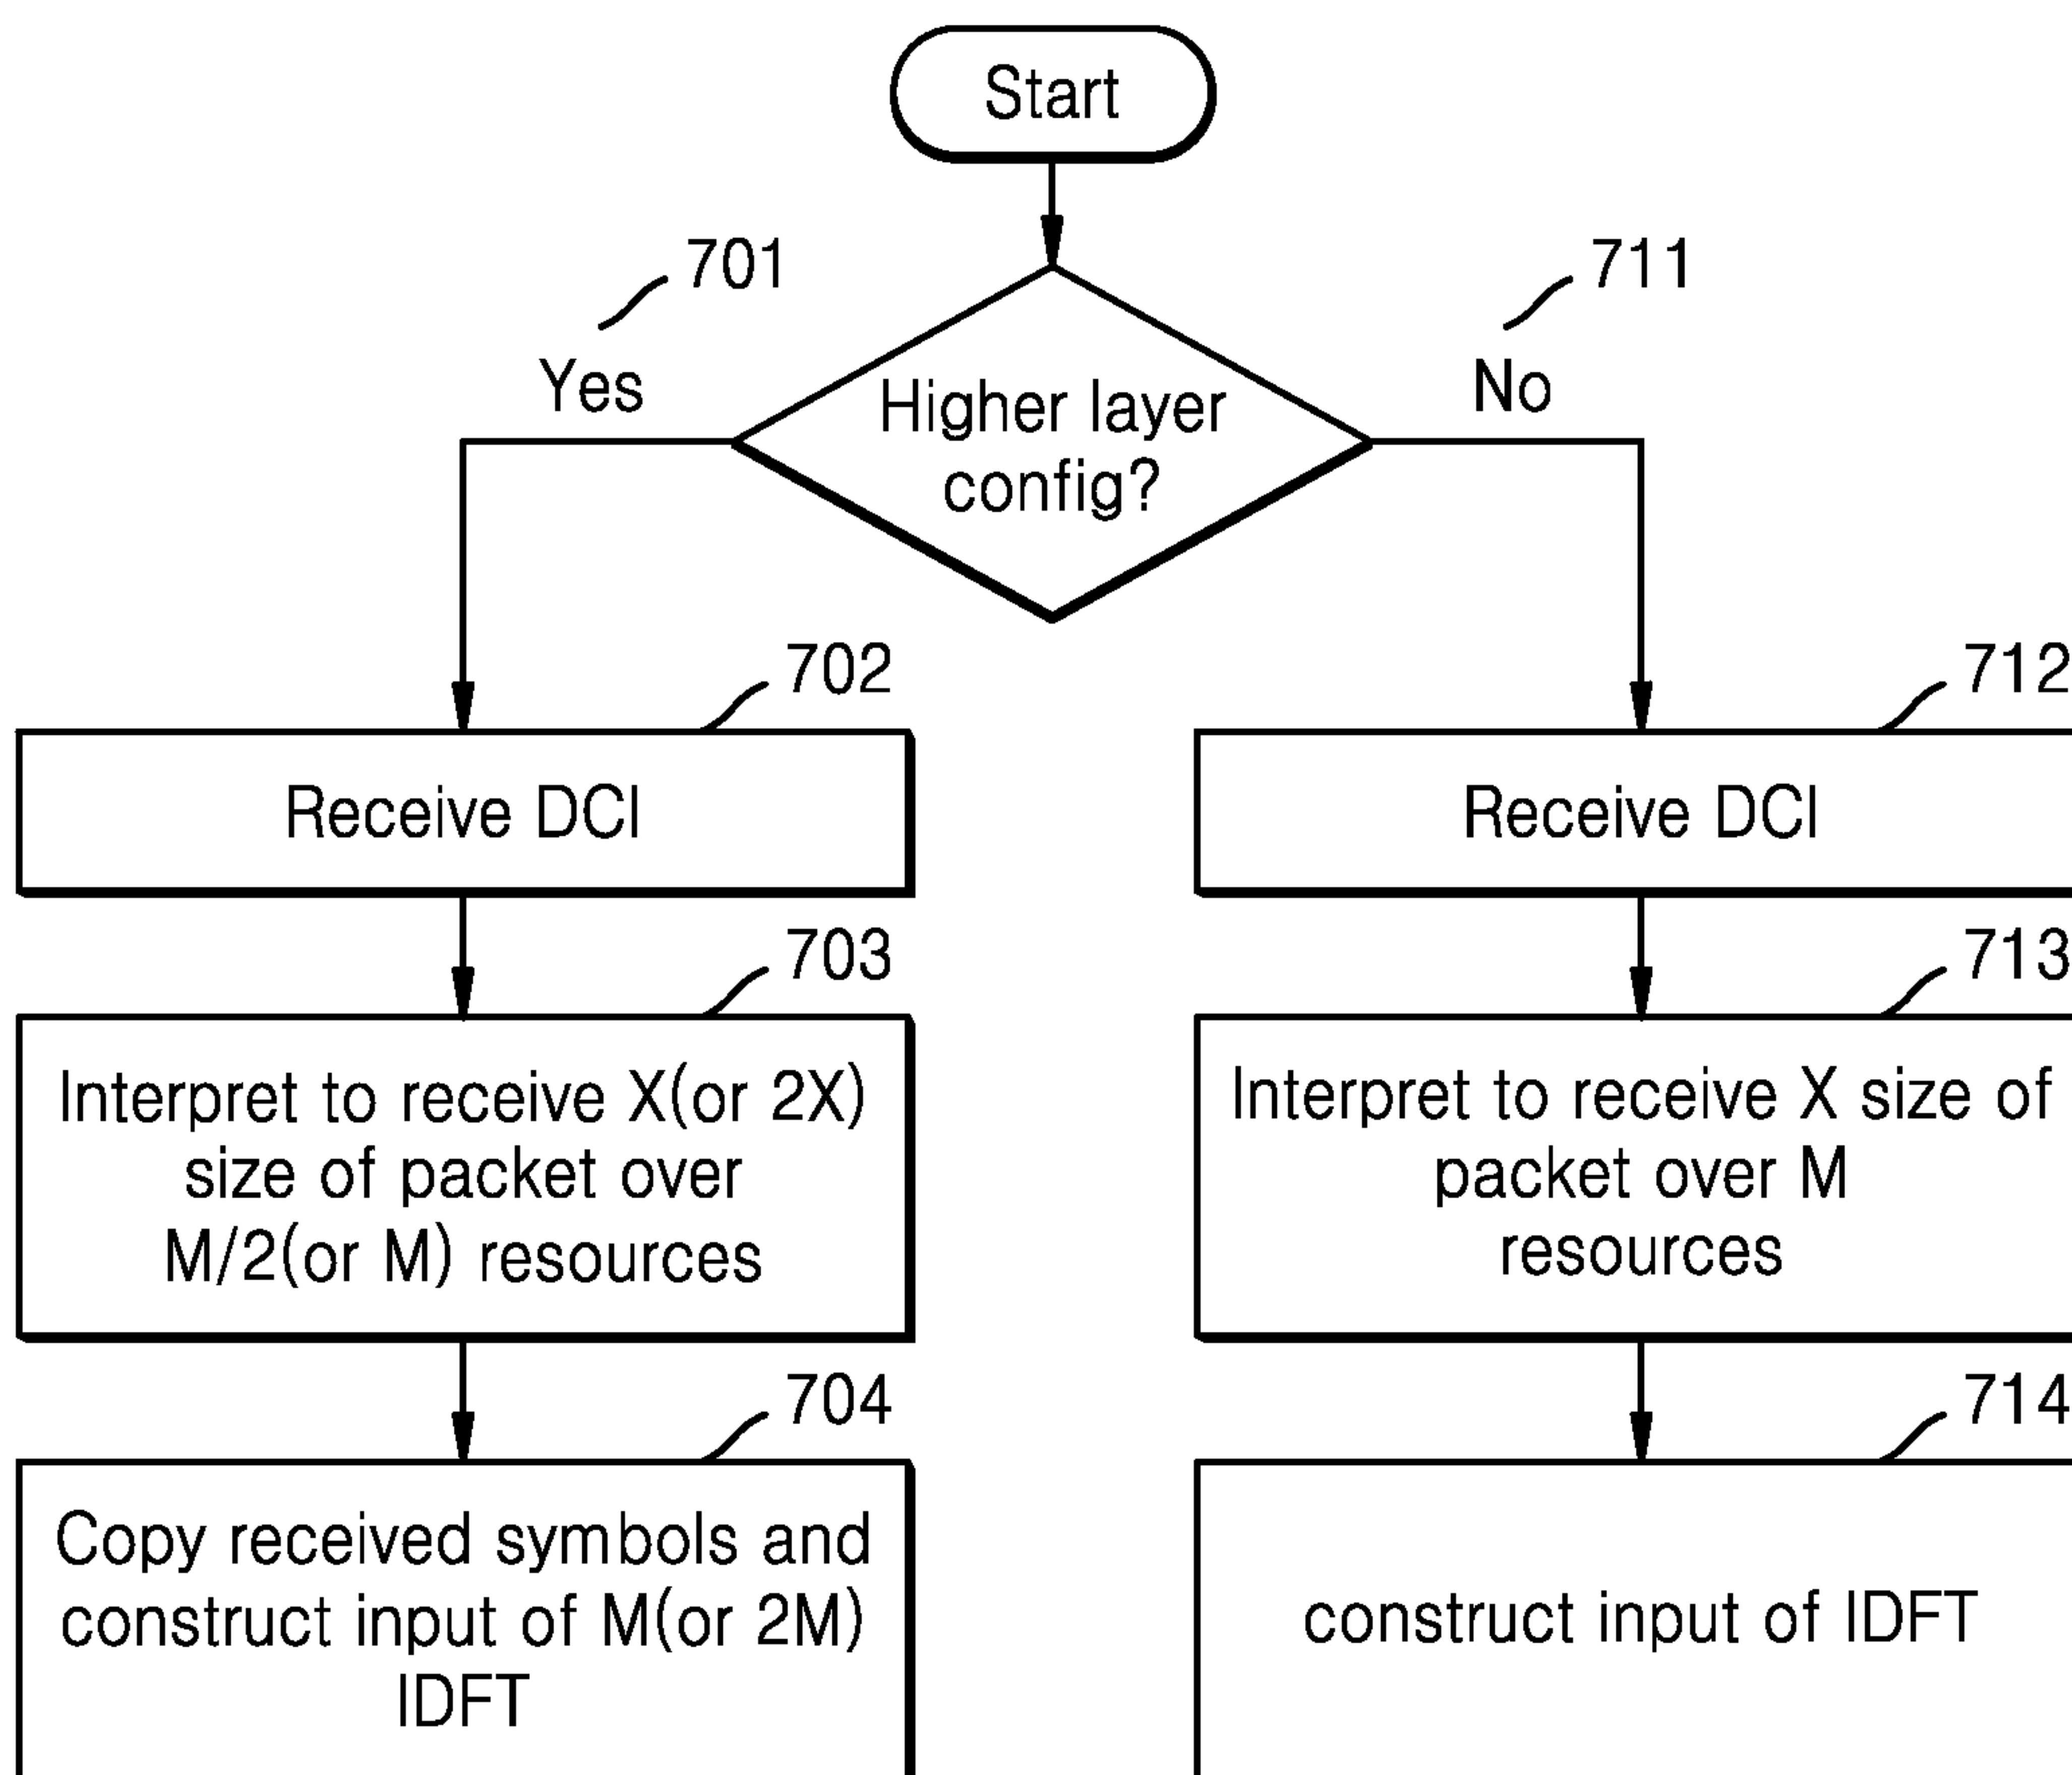 Start
701
711
Yes
No
Higher layer
config?
702
712
Receive DCI
Receive DCI
703
713
Interpret to receive X(or 2X)
size of packet over
M/2(or M) resources
Interpret to receive X size of
packet over M
resources
704
714
Copy received symbols and
construct input of M(or 2M)
IDFT
construct input of IDFT